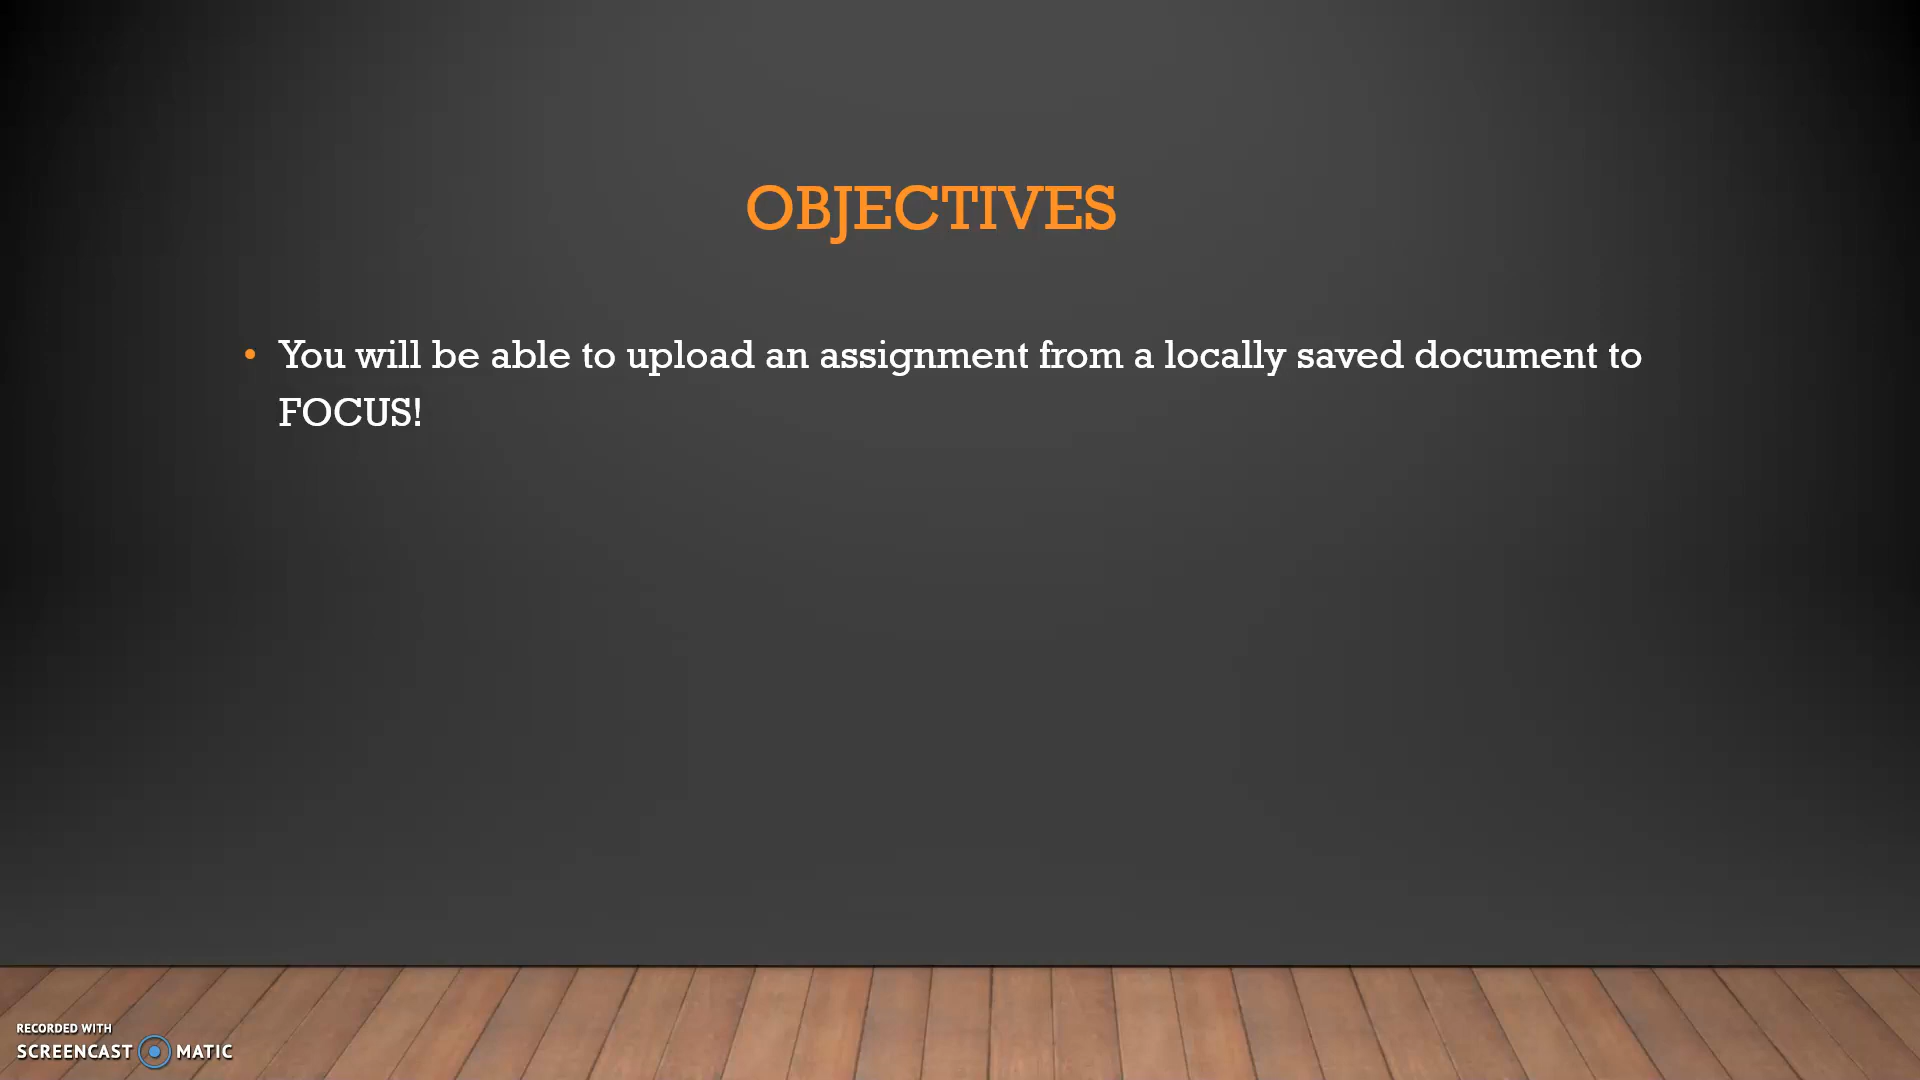 OBJECTIVES
• You will be able to upload an assignment from a locally saved document to
FOCUS!
RECORDED WITH
SCREENCAST MATIC